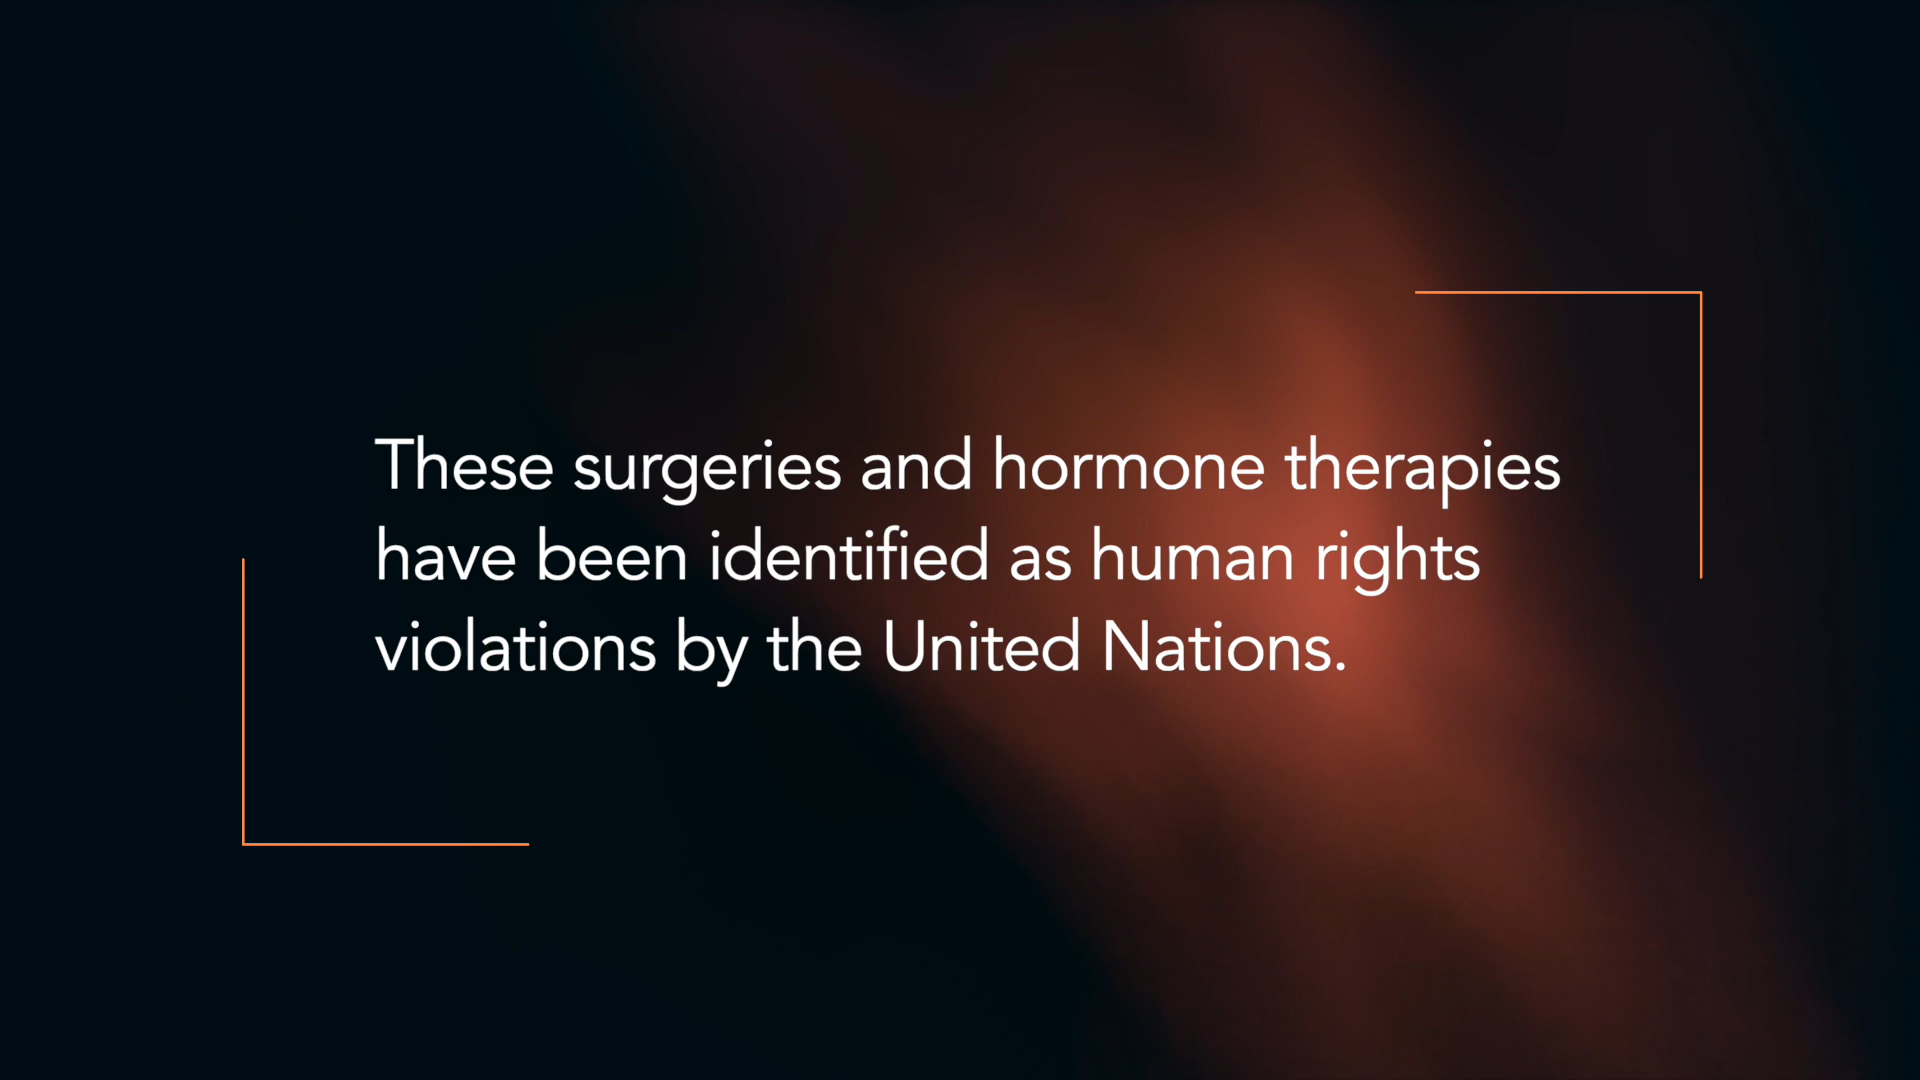 These surgeries and hormone therapies
have been identified as human rights
violations by the United Nations.